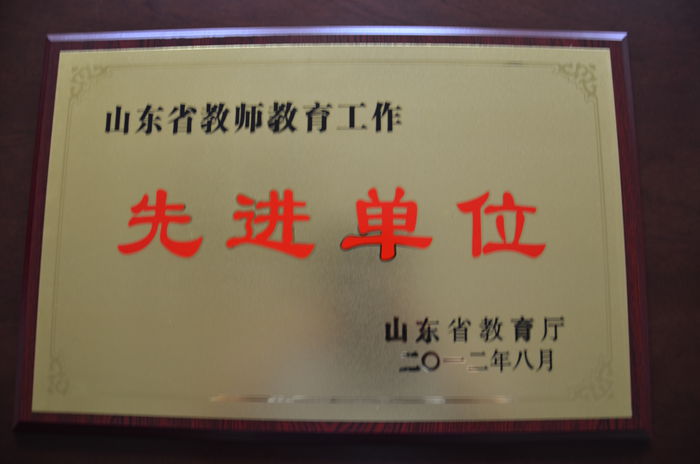 山东省教师教育工作
先进单位
山东省教育厅
二〇一二年八月